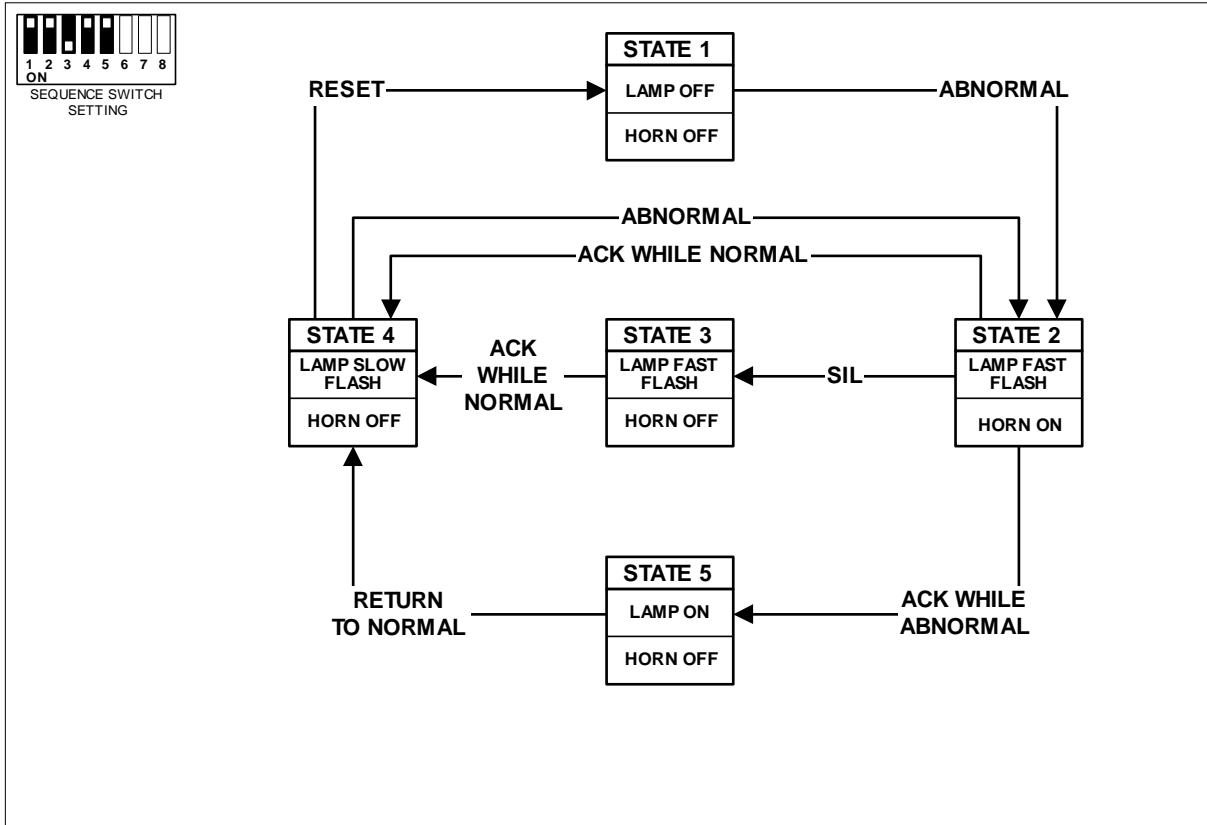 1 2 3 4 5 6 7 8
ON
SEQUENCE SWITCH
SETTING
STATE 1
LAMP OFF
HORN OFF
RESET
ABNORMAL
ABNORMAL
ACK WHILE NORMAL
STATE 4
LAMP SLOW
FLASH
HORN OFF
ACK
WHILE
NORMAL
STATE 3
LAMP FAST
FLASH
HORN OFF
SIL
STATE 2
LAMP FAST
FLASH
HORN ON
STATE 5
LAMP ON
HORN OFF
RETURN
TO NORMAL
ACK WHILE
ABNORMAL